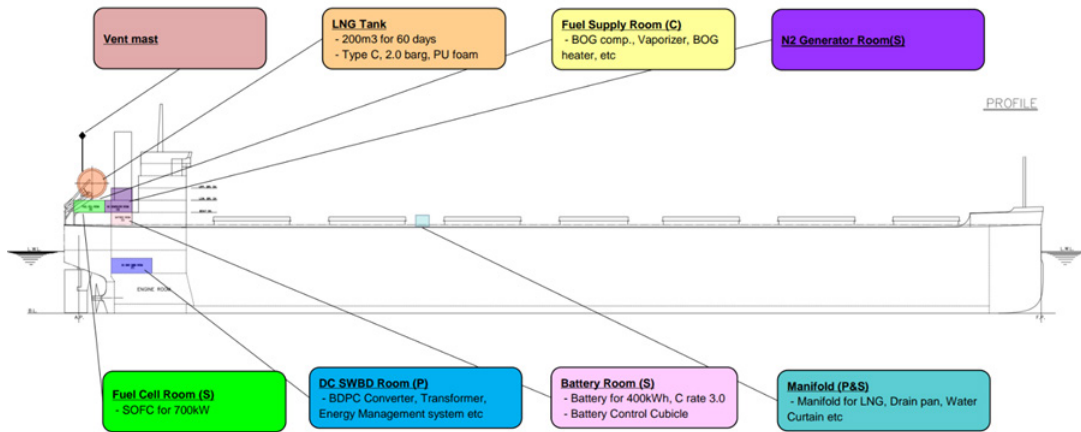 Vent mast
LNG Tank
- 200m3 for 60 days
- Type C, 2.0 barg, PU foam
Fuel Supply Room (C)
- BOG comp., Vaporizer, BOG
heater, etc
N2 Generator Room(S)
PROFILE
L.W.L.
L.W.L.
ENGINE ROOM
B.L.
A.P.
F.P.
Fuel Cell Room (S)
- SOFC for 700kW
DC SWBD Room (P)
- BDPC Converter, Transformer,
Energy Management system etc
Battery Room (S)
- Battery for 400kWh, C rate 3.0
- Battery Control Cubicle
Manifold (P&S)
- Manifold for LNG, Drain pan, Water
Curtain etc